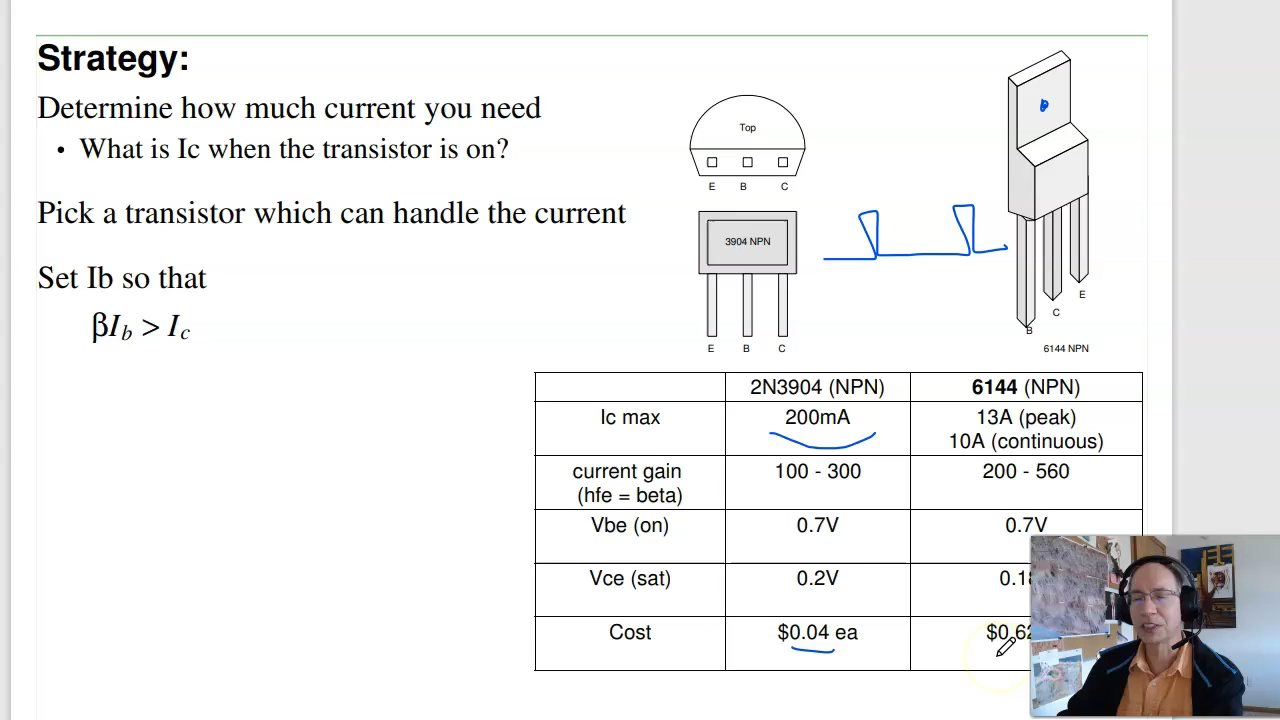 Strategy:
Determine how much current you need
• What is Ic when the transistor is on?
Pick a transistor which can handle the current
Set Ib so that
βIb > Ic
Top
E B C
3904 NPN
E B C
B
C
E
6144 NPN
2N3904 (NPN) 6144 (NPN)
Ic max 200mA 13A (peak)
10A (continuous)
current gain 100 - 300 200 - 560
(hfe = beta)
Vbe (on) 0.7V 0.7V
Vce (sat) 0.2V
Cost $0.04 ea $0.62